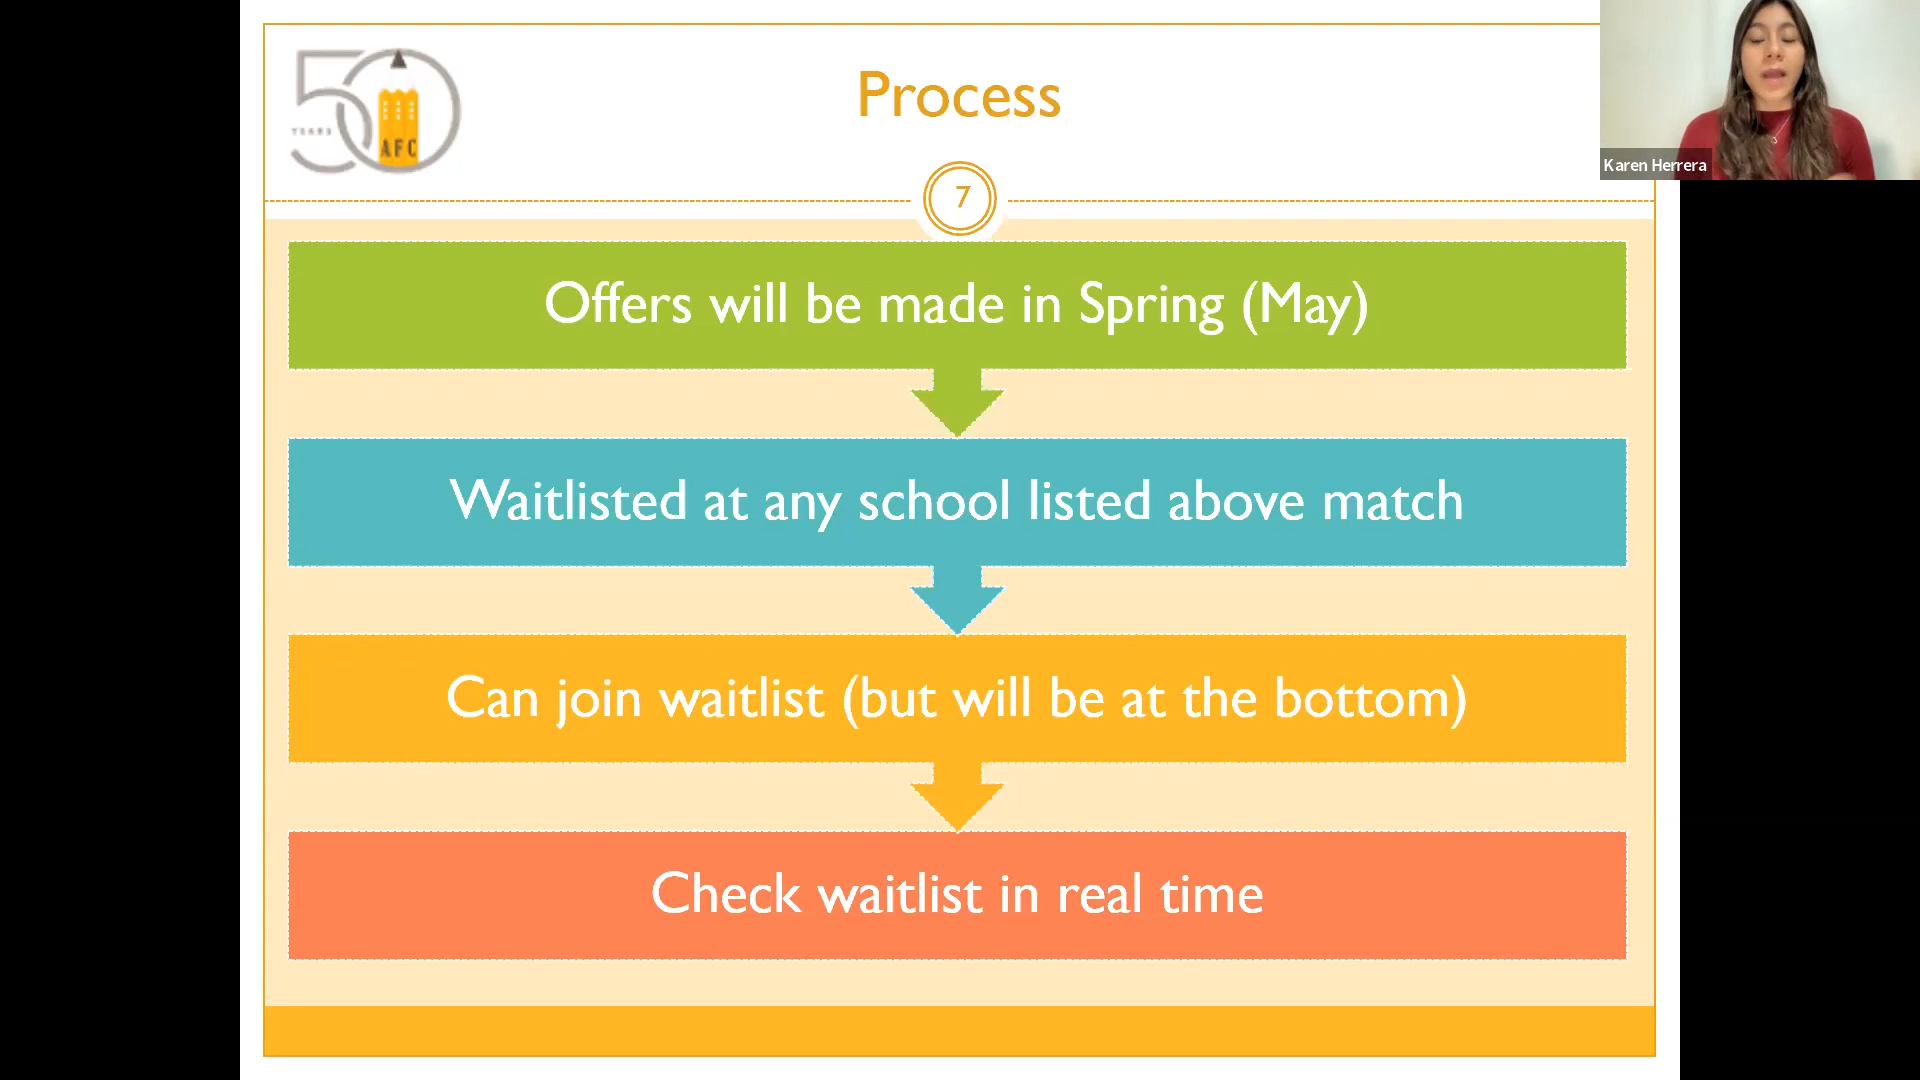 50
YEARS
AFC
Process
Karen Herrera
7
Offers will be made in Spring (May)
Waitlisted at any school listed above match
Can join waitlist (but will be at the bottom)
Check waitlist in real time